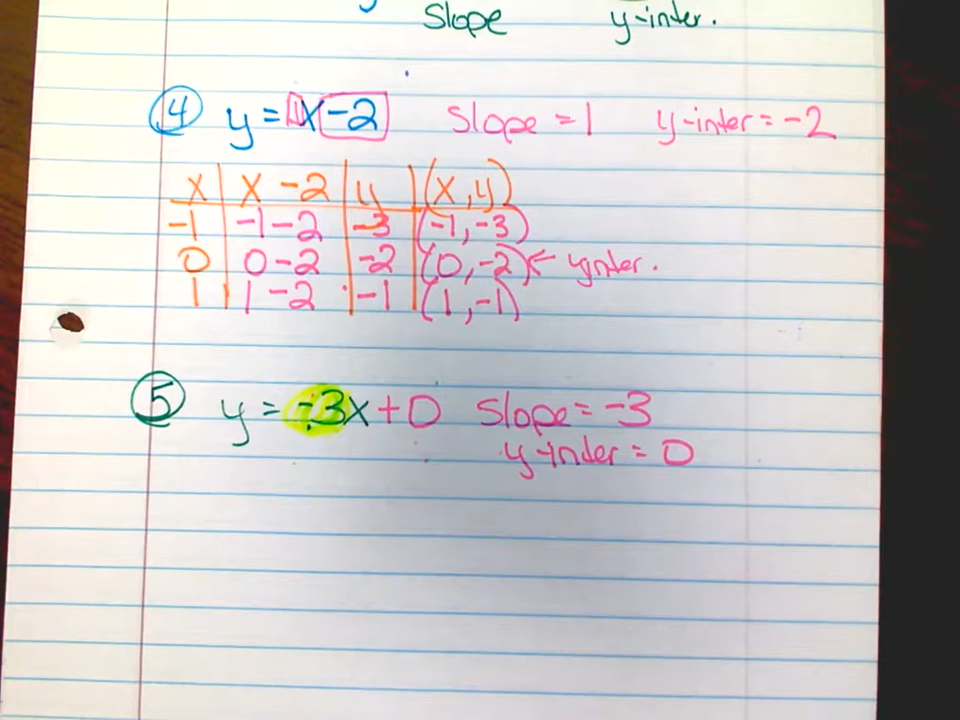 Slope y-inter.
4 y = 1x - 2 Slope = 1 y-inter = -2
x | x - 2 | y | (x, y)
-1 | -1 - 2 | -3 | (-1, -3)
0 | 0 - 2 | -2 | (0, -2) ← y-inter.
1 | 1 - 2 | -1 | (1, -1)
5 y = -3x + 0 Slope = -3
y-inter = 0